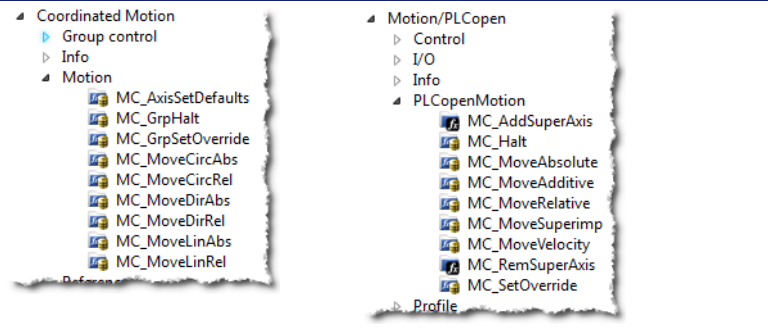 Coordinated Motion
Group control
Info
Motion
MC_AxisSetDefaults
MC_GrpHalt
MC_GrpSetOverride
MC_MoveCircAbs
MC_MoveCircRel
MC_MoveDirAbs
MC_MoveDirRel
MC_MoveLinAbs
MC_MoveLinRel
Motion/PLCopen
Control
I/O
Info
PLCopenMotion
MC_AddSuperAxis
MC_Halt
MC_MoveAbsolute
MC_MoveAdditive
MC_MoveRelative
MC_MoveSuperimp
MC_MoveVelocity
MC_RemSuperAxis
MC_SetOverride
Profile